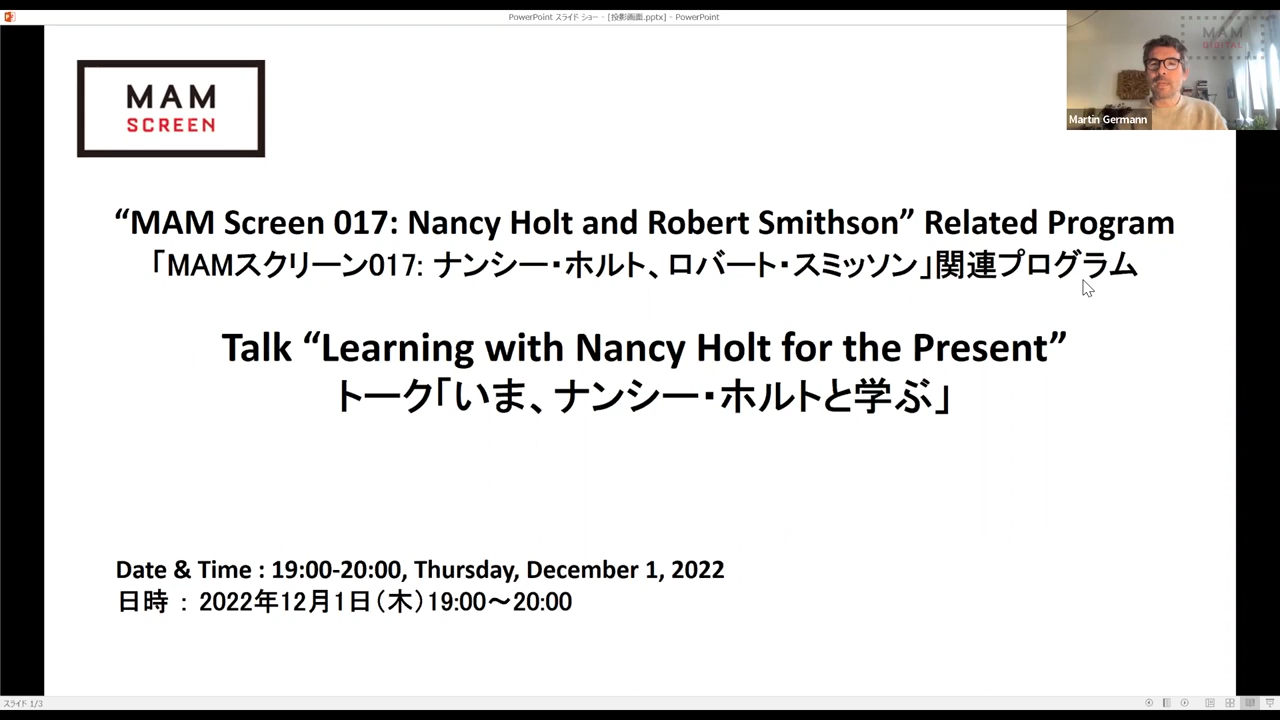 PowerPoint スライド ショー - [投影画面.pptx] - PowerPoint
MAM
DIGITAL
Martin Germann
MAM
SCREEN
“MAM Screen 017: Nancy Holt and Robert Smithson” Related Program
「MAMスクリーン017: ナンシー・ホルト、ロバート・スミッソン」関連プログラム
Talk “Learning with Nancy Holt for the Present”
トーク「いま、ナンシー・ホルトと学ぶ」
Date & Time : 19:00-20:00, Thursday, December 1, 2022
日時 : 2022年12月1日(木)19:00～20:00
スライド 1/3